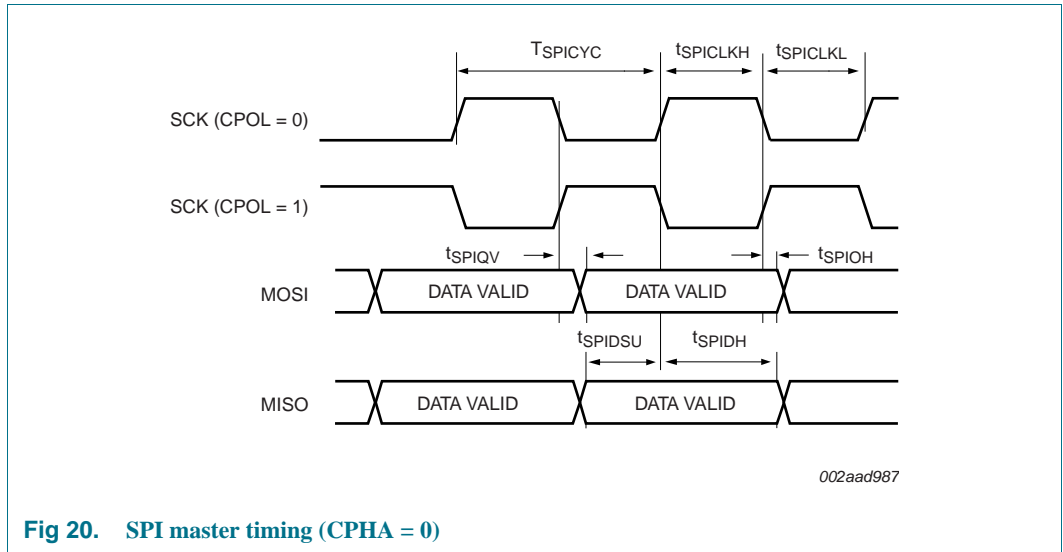 TSPICYC tSPICLKH tSPICLKL
SCK (CPOL = 0)
SCK (CPOL = 1)
tSPIQV tSPIOH
MOSI DATA VALID DATA VALID
tSPIDSU tSPIDH
MISO DATA VALID DATA VALID
002aad987
Fig 20. SPI master timing (CPHA = 0)